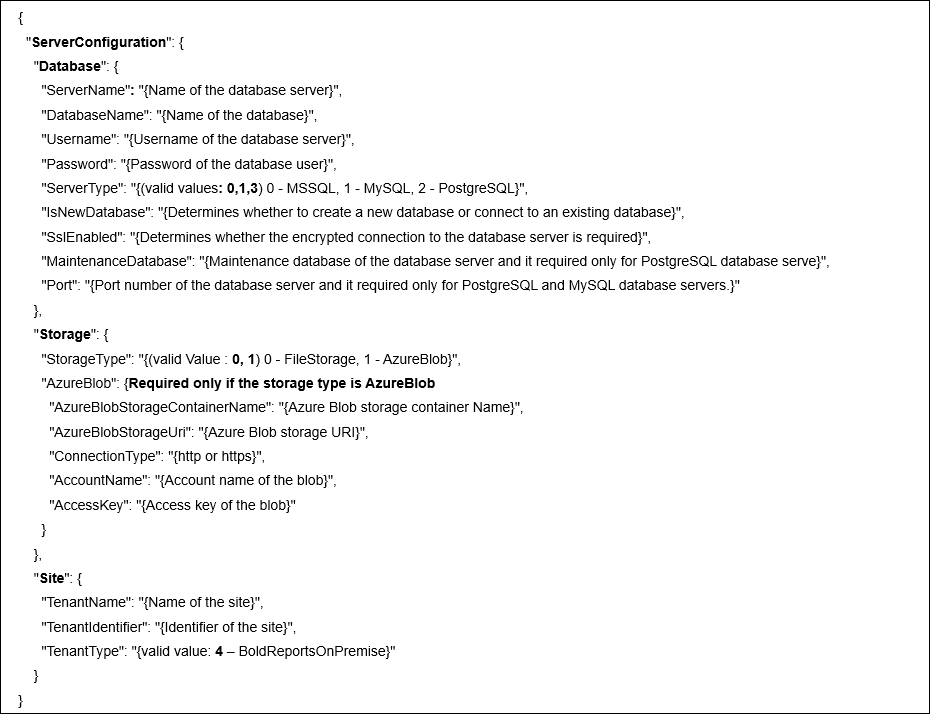 {
"ServerConfiguration": {
"Database": {
"ServerName": "{Name of the database server}",
"DatabaseName": "{Name of the database}",
"Username": "{Username of the database server}",
"Password": "{Password of the database user}",
"ServerType": "{(valid values: 0,1,3) 0 - MSSQL, 1 - MySQL, 2 - PostgreSQL}",
"IsNewDatabase": "{Determines whether to create a new database or connect to an existing database}",
"SslEnabled": "{Determines whether the encrypted connection to the database server is required}",
"MaintenanceDatabase": "{Maintenance database of the database server and it required only for PostgreSQL database serve}",
"Port": "{Port number of the database server and it required only for PostgreSQL and MySQL database servers.}"
},
"Storage": {
"StorageType": "{(valid Value : 0, 1) 0 - FileStorage, 1 - AzureBlob}",
"AzureBlob": {Required only if the storage type is AzureBlob
"AzureBlobStorageContainerName": "{Azure Blob storage container Name}",
"AzureBlobStorageUri": "{Azure Blob storage URI}",
"ConnectionType": "{http or https}",
"AccountName": "{Account name of the blob}",
"AccessKey": "{Access key of the blob}"
}
},
"Site": {
"TenantName": "{Name of the site}",
"TenantIdentifier": "{Identifier of the site}",
"TenantType": "{valid value: 4 – BoldReportsOnPremise}"
}
}